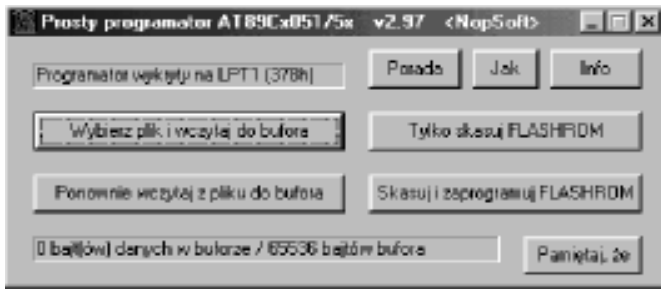 Prosty programator AT89Cx051/5x v2.97 <NopSoft>
Programator wykryty na LPT1 (378h)
Porada
Jak
Info
Wybierz plik i wczytaj do bufora
Tylko skasuj FLASHROM
Ponownie wczytaj z pliku do bufora
Skasuj i zaprogramuj FLASHROM
0 bajt(ów) danych w buforze / 65536 bajtów bufora
Pamiętaj, że